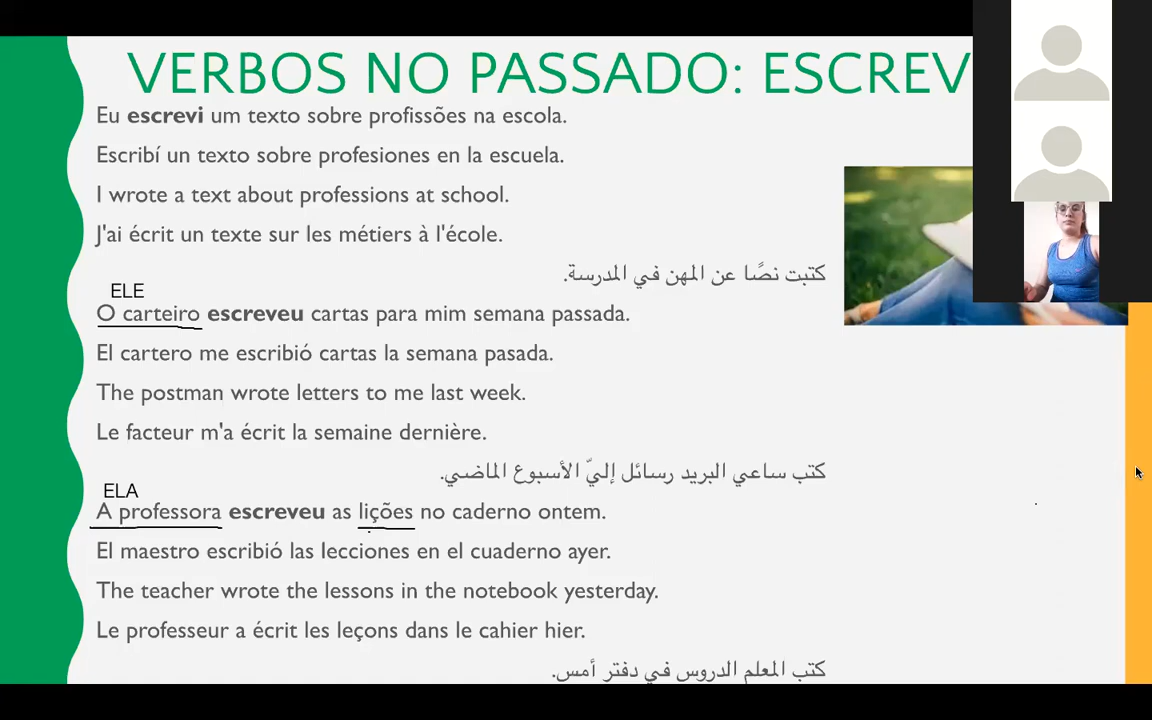 VERBOS NO PASSADO: ESCREV
Eu escrevi um texto sobre profissões na escola.
Escribí un texto sobre profesiones en la escuela.
I wrote a text about professions at school.
J'ai écrit un texte sur les métiers à l'école.
كتبت نصًا عن المهن في المدرسة.
ELE
O carteiro escreveu cartas para mim semana passada.
El cartero me escribió cartas la semana pasada.
The postman wrote letters to me last week.
Le facteur m'a écrit la semaine dernière.
كتب ساعي البريد رسائل إليّ الأسبوع الماضي.
ELA
A professora escreveu as lições no caderno ontem.
El maestro escribió las lecciones en el cuaderno ayer.
The teacher wrote the lessons in the notebook yesterday.
Le professeur a écrit les leçons dans le cahier hier.
كتب المعلم الدروس في دفتر أمس.